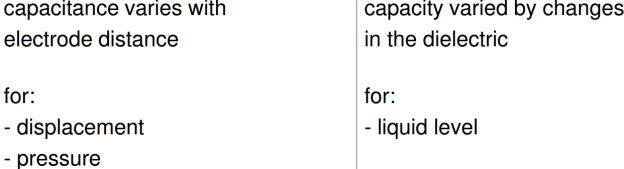 capacitance varies with
electrode distance
for:
- displacement
- pressure
capacity varied by changes
in the dielectric
for:
- liquid level